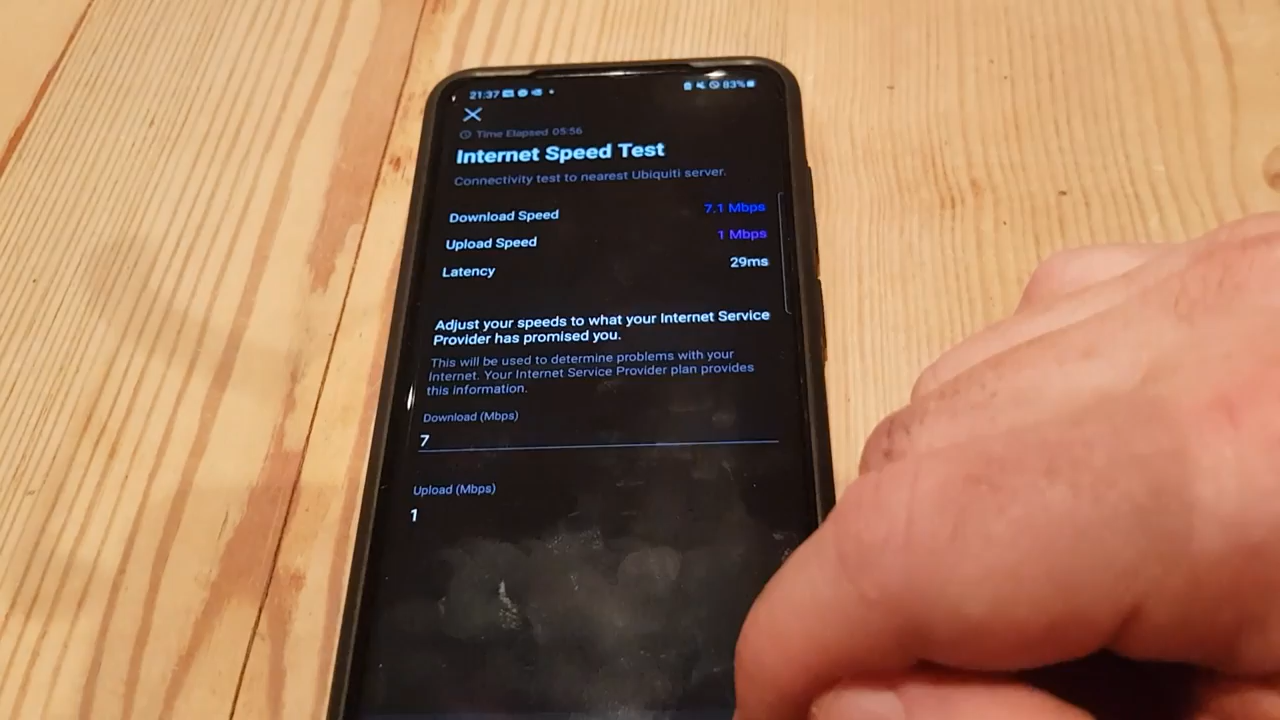 21:37
83%
Time Elapsed 05:56
Internet Speed Test
Connectivity test to nearest Ubiquiti server.
Download Speed 7.1 Mbps
Upload Speed 1 Mbps
Latency 29ms
Adjust your speeds to what your Internet Service
Provider has promised you.
This will be used to determine problems with your
Internet. Your Internet Service Provider plan provides
this information.
Download (Mbps)
7
Upload (Mbps)
1